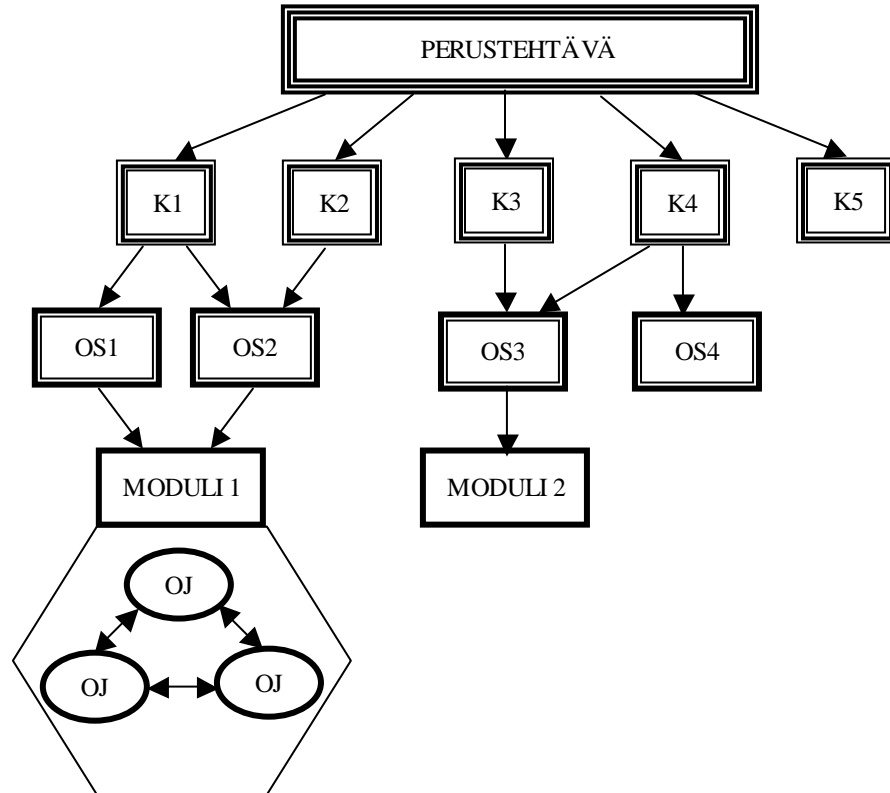 PERUSTEHTÄVÄ
K1
K2
K3
K4
K5
OS1
OS2
OS3
OS4
MODULI 1
MODULI 2
OJ
OJ
OJ